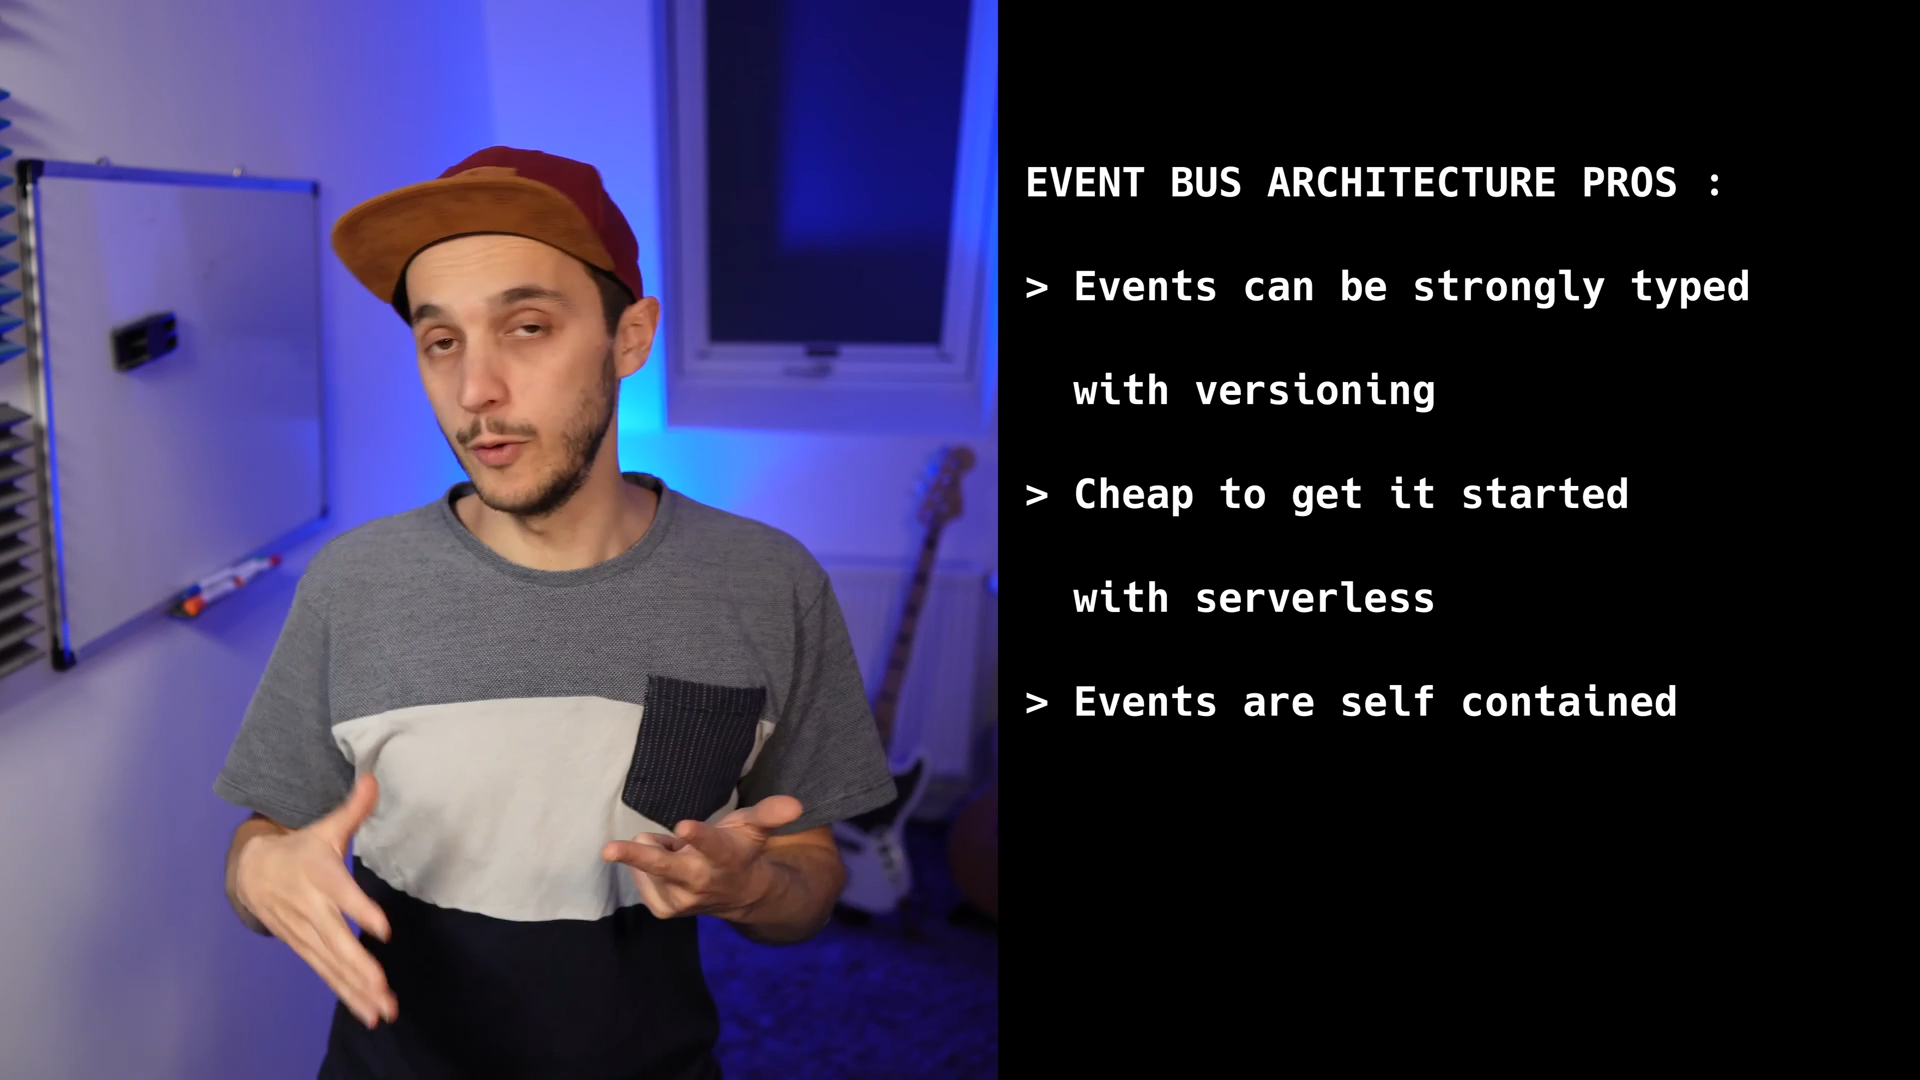 EVENT BUS ARCHITECTURE PROS :
> Events can be strongly typed
with versioning
> Cheap to get it started
with serverless
> Events are self contained